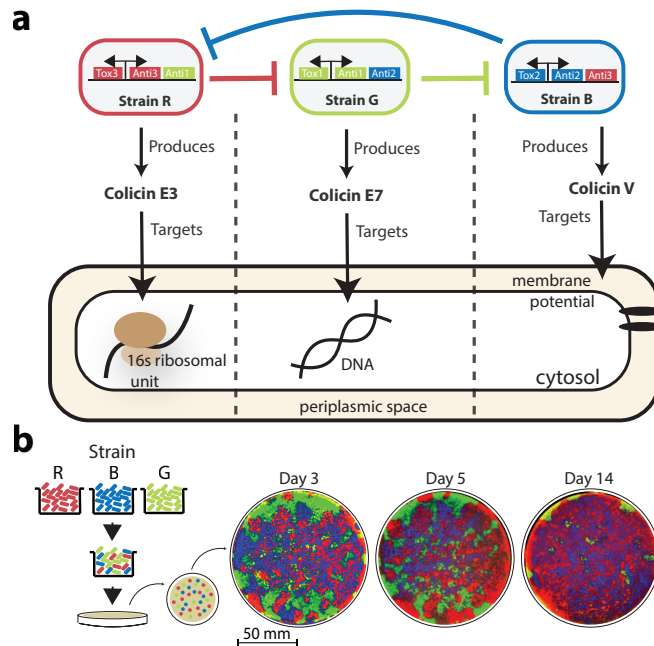 a
Tox3 Anti3 Anti1
Strain R
Tox1 Anti1 Anti2
Strain G
Tox2 Anti2 Anti3
Strain B
Produces
Produces
Produces
Colicin E3
Colicin E7
Colicin V
Targets
Targets
Targets
membrane
potential
16s ribosomal
unit
DNA
cytosol
periplasmic space
b
Strain
R B G
Day 3
Day 5
Day 14
50 mm